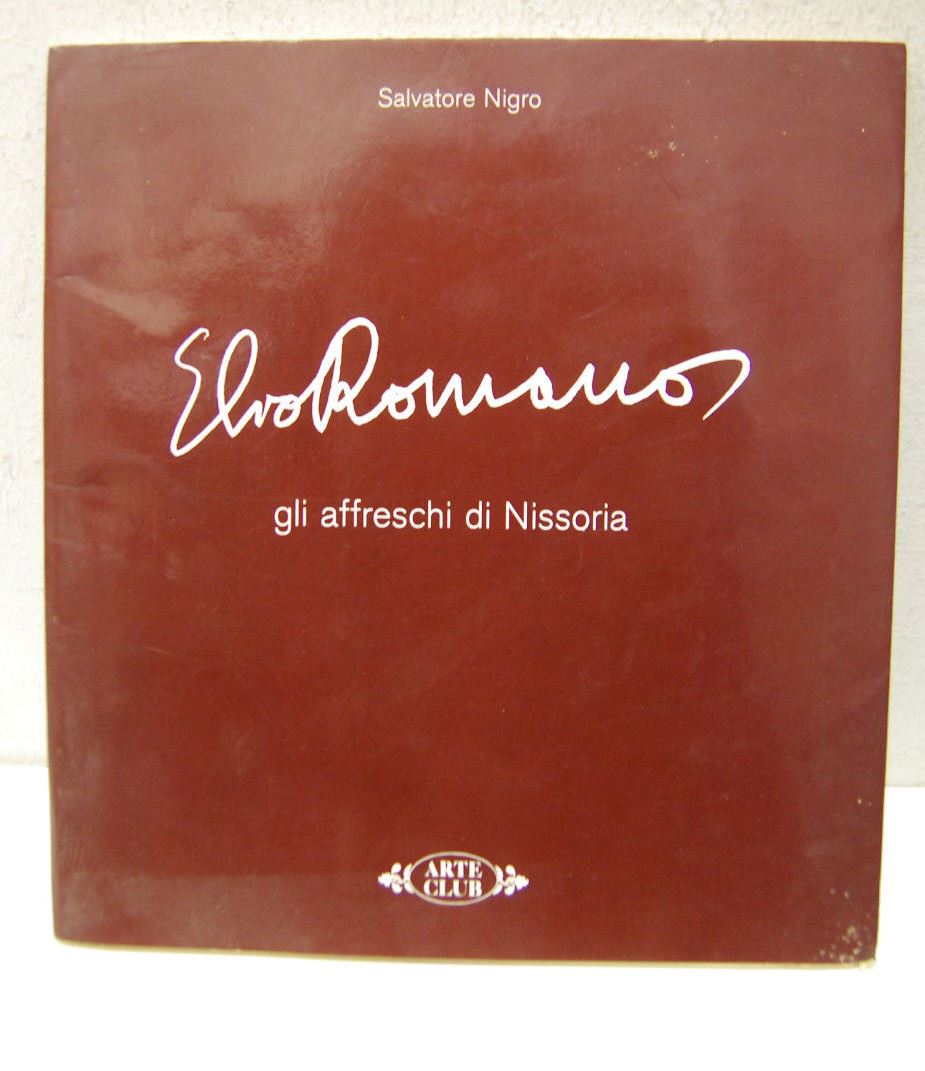 Salvatore Nigro
Elvo Romano
gli affreschi di Nissoria
ARTE
CLUB